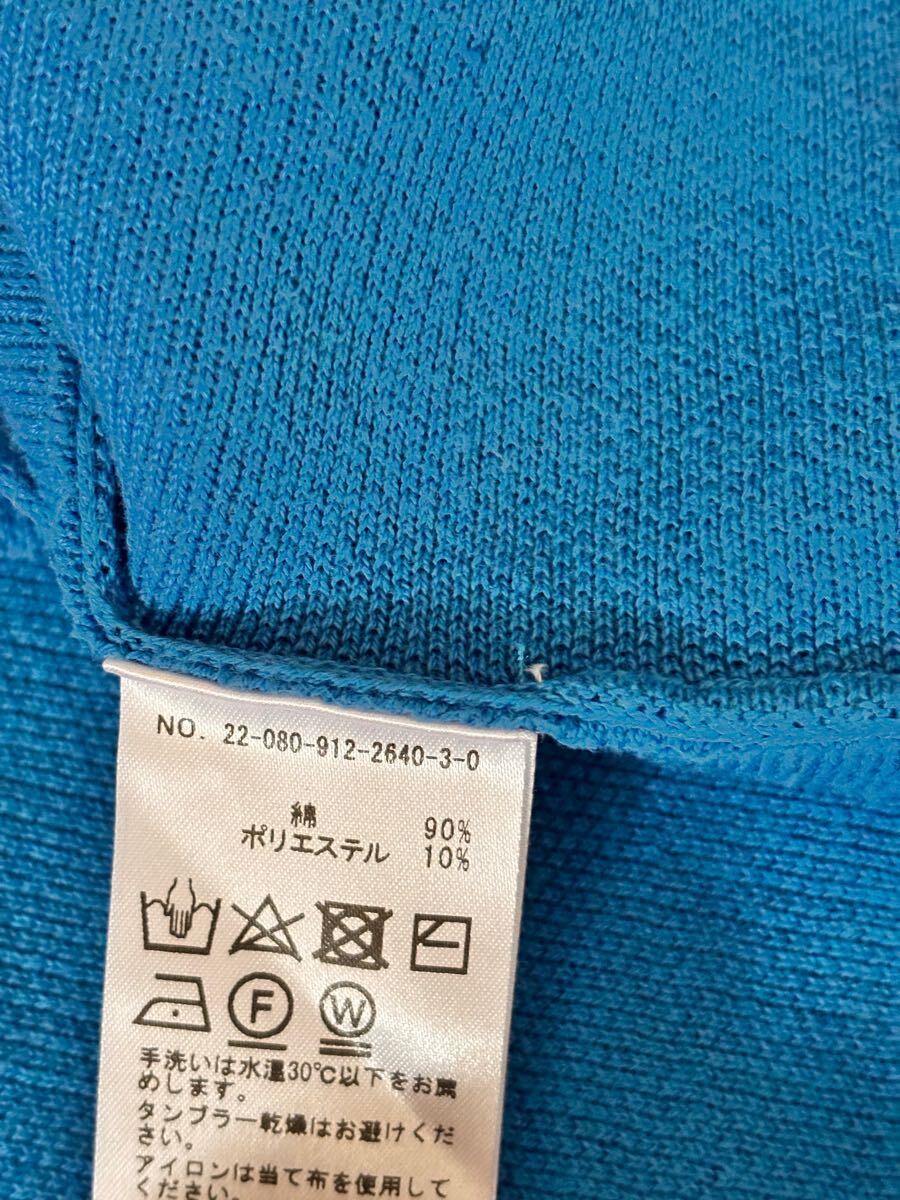 NO. 22-080-912-2640-3-0
綿 90%
ポリエステル 10%
F W
手洗いは水温30℃以下をお薦
めします。
タンブラー乾燥はお避けくだ
さい。
アイロンは当て布を使用して
ください。